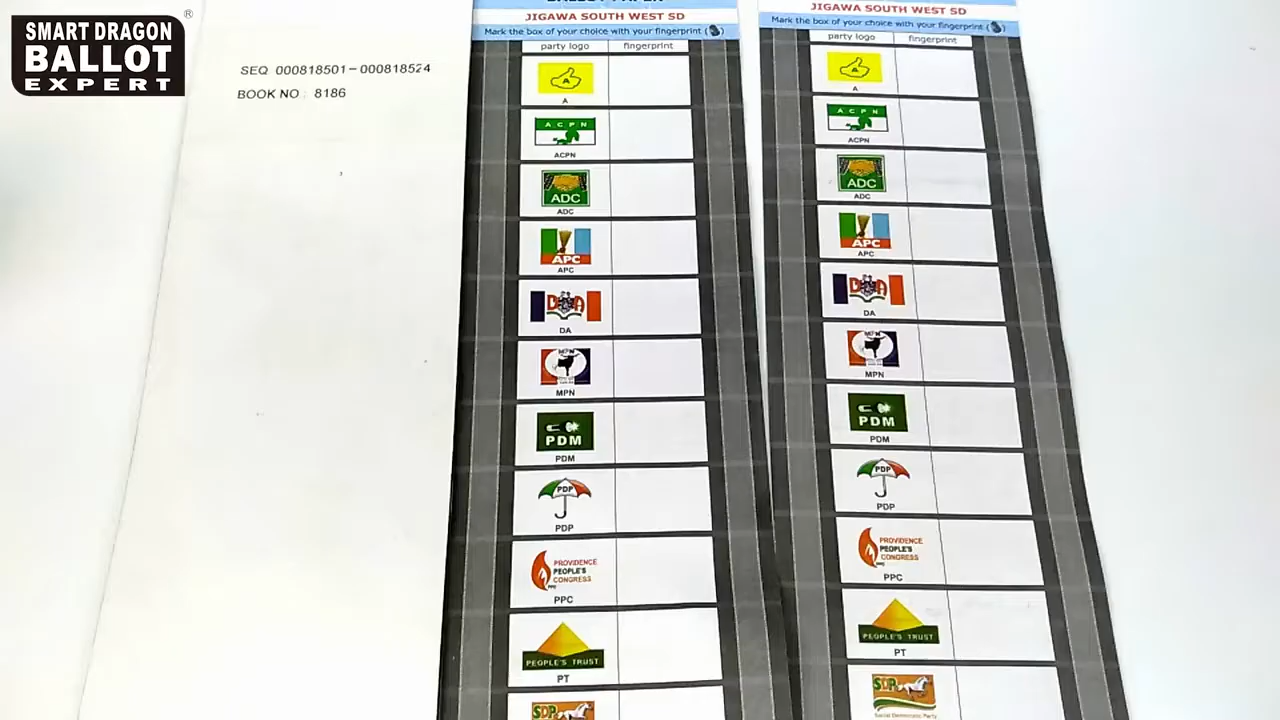 SMART DRAGON
BALLOT
EXPERT
®
SEQ 000818501-000818524
BOOK NO: 8186
BALLOT PAPER
JIGAWA SOUTH WEST SD
Mark the box of your choice with your fingerprint ( )
party logo fingerprint
A
A
A C P N
ACPN
ADC
ADC
APC
APC
DA
DA
MPN
MPN
PDM
PDM
PDP
PDP
PROVIDENCE
PEOPLE'S
CONGRESS
PPC
PPC
PEOPLE'S TRUST
PT
SDP
JIGAWA SOUTH WEST SD
Mark the box of your choice with your fingerprint ( )
party logo fingerprint
A
A
A C P N
ACPN
ADC
ADC
APC
APC
DA
DA
MPN
PDM
PDM
PDP
PDP
PROVIDENCE
PEOPLE'S
CONGRESS
PPC
PPC
PEOPLE'S TRUST
PT
SDP
Social Democratic Party